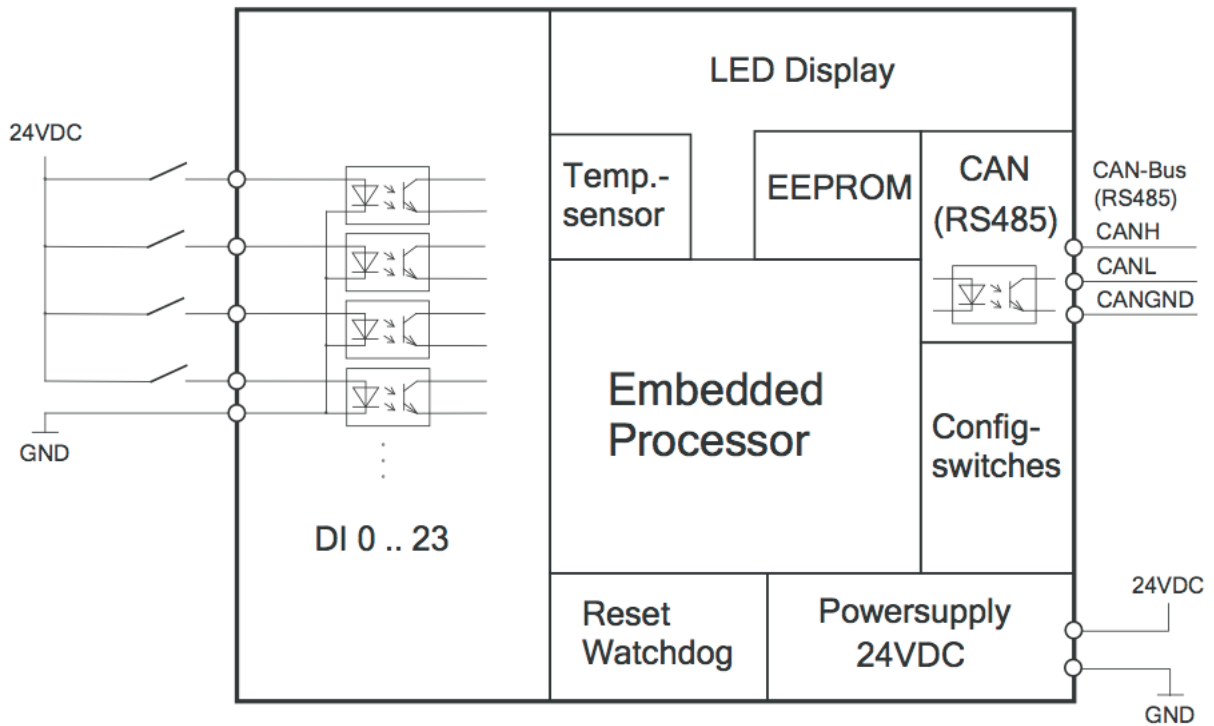 LED Display
24VDC
Temp.-
sensor
EEPROM
CAN
(RS485)
CAN-Bus
(RS485)
CANH
CANL
CANGND
Embedded
Processor
Config-
switches
GND
DI 0 .. 23
Reset
Watchdog
Powersupply
24VDC
24VDC
GND